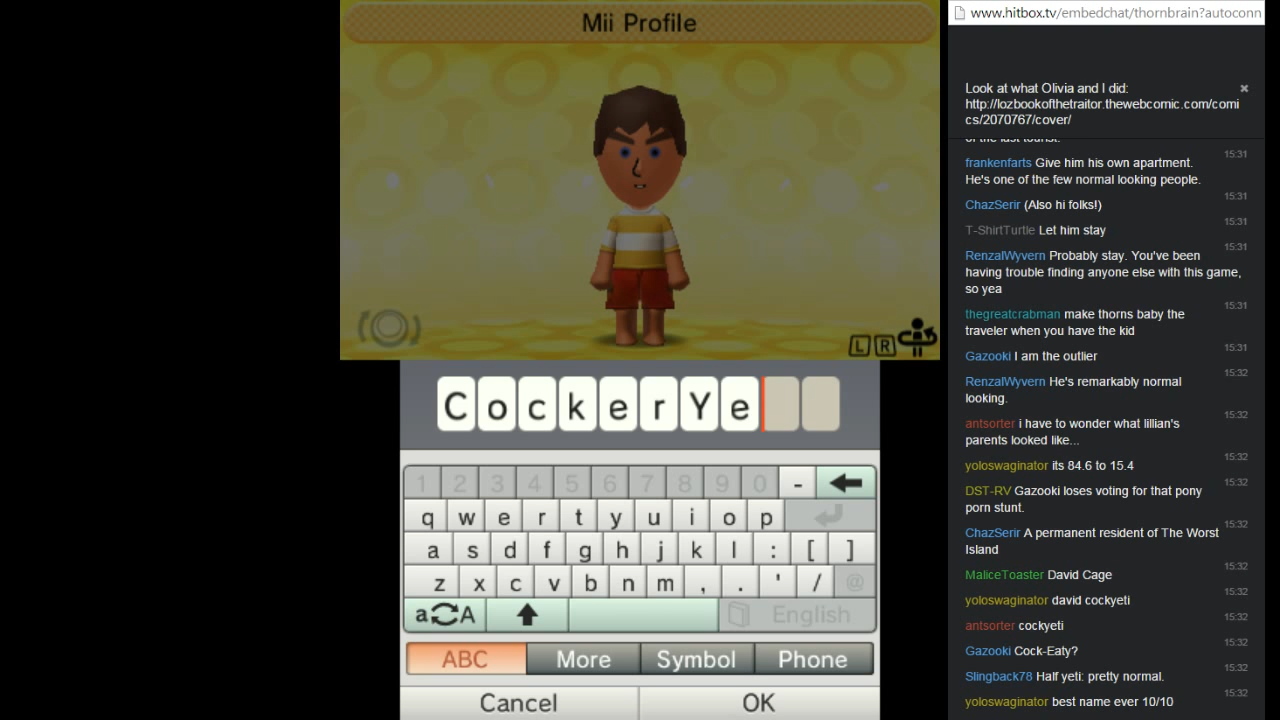 Mii Profile
L R
C o c k e r Y e
1 2 3 4 5 6 7 8 9 0 -
q w e r t y u i o p
a s d f g h j k l : [ ]
z x c v b n m , . ' / @
a A English
ABC More Symbol Phone
Cancel OK
www.hitbox.tv/embedchat/thornbrain?autoconn
Look at what Olivia and I did:
http://lozbookofthetraitor.thewebcomic.com/comi
cs/2070767/cover/
of the last tourist.
15:31
frankenfarts Give him his own apartment.
He's one of the few normal looking people.
15:31
ChazSerir (Also hi folks!)
15:31
T-ShirtTurtle Let him stay
15:31
RenzalWyvern Probably stay. You've been
having trouble finding anyone else with this game,
so yea
15:31
thegreatcrabman make thorns baby the
traveler when you have the kid
15:31
Gazooki I am the outlier
15:32
RenzalWyvern He's remarkably normal
looking.
15:32
antsorter i have to wonder what lillian's
parents looked like...
15:32
yoloswaginator its 84.6 to 15.4
15:32
DST-RV Gazooki loses voting for that pony
porn stunt.
15:32
ChazSerir A permanent resident of The Worst
Island
15:32
MaliceToaster David Cage
15:32
yoloswaginator david cockyeti
15:32
antsorter cockyeti
15:32
Gazooki Cock-Eaty?
15:32
Slingback78 Half yeti: pretty normal.
15:32
yoloswaginator best name ever 10/10